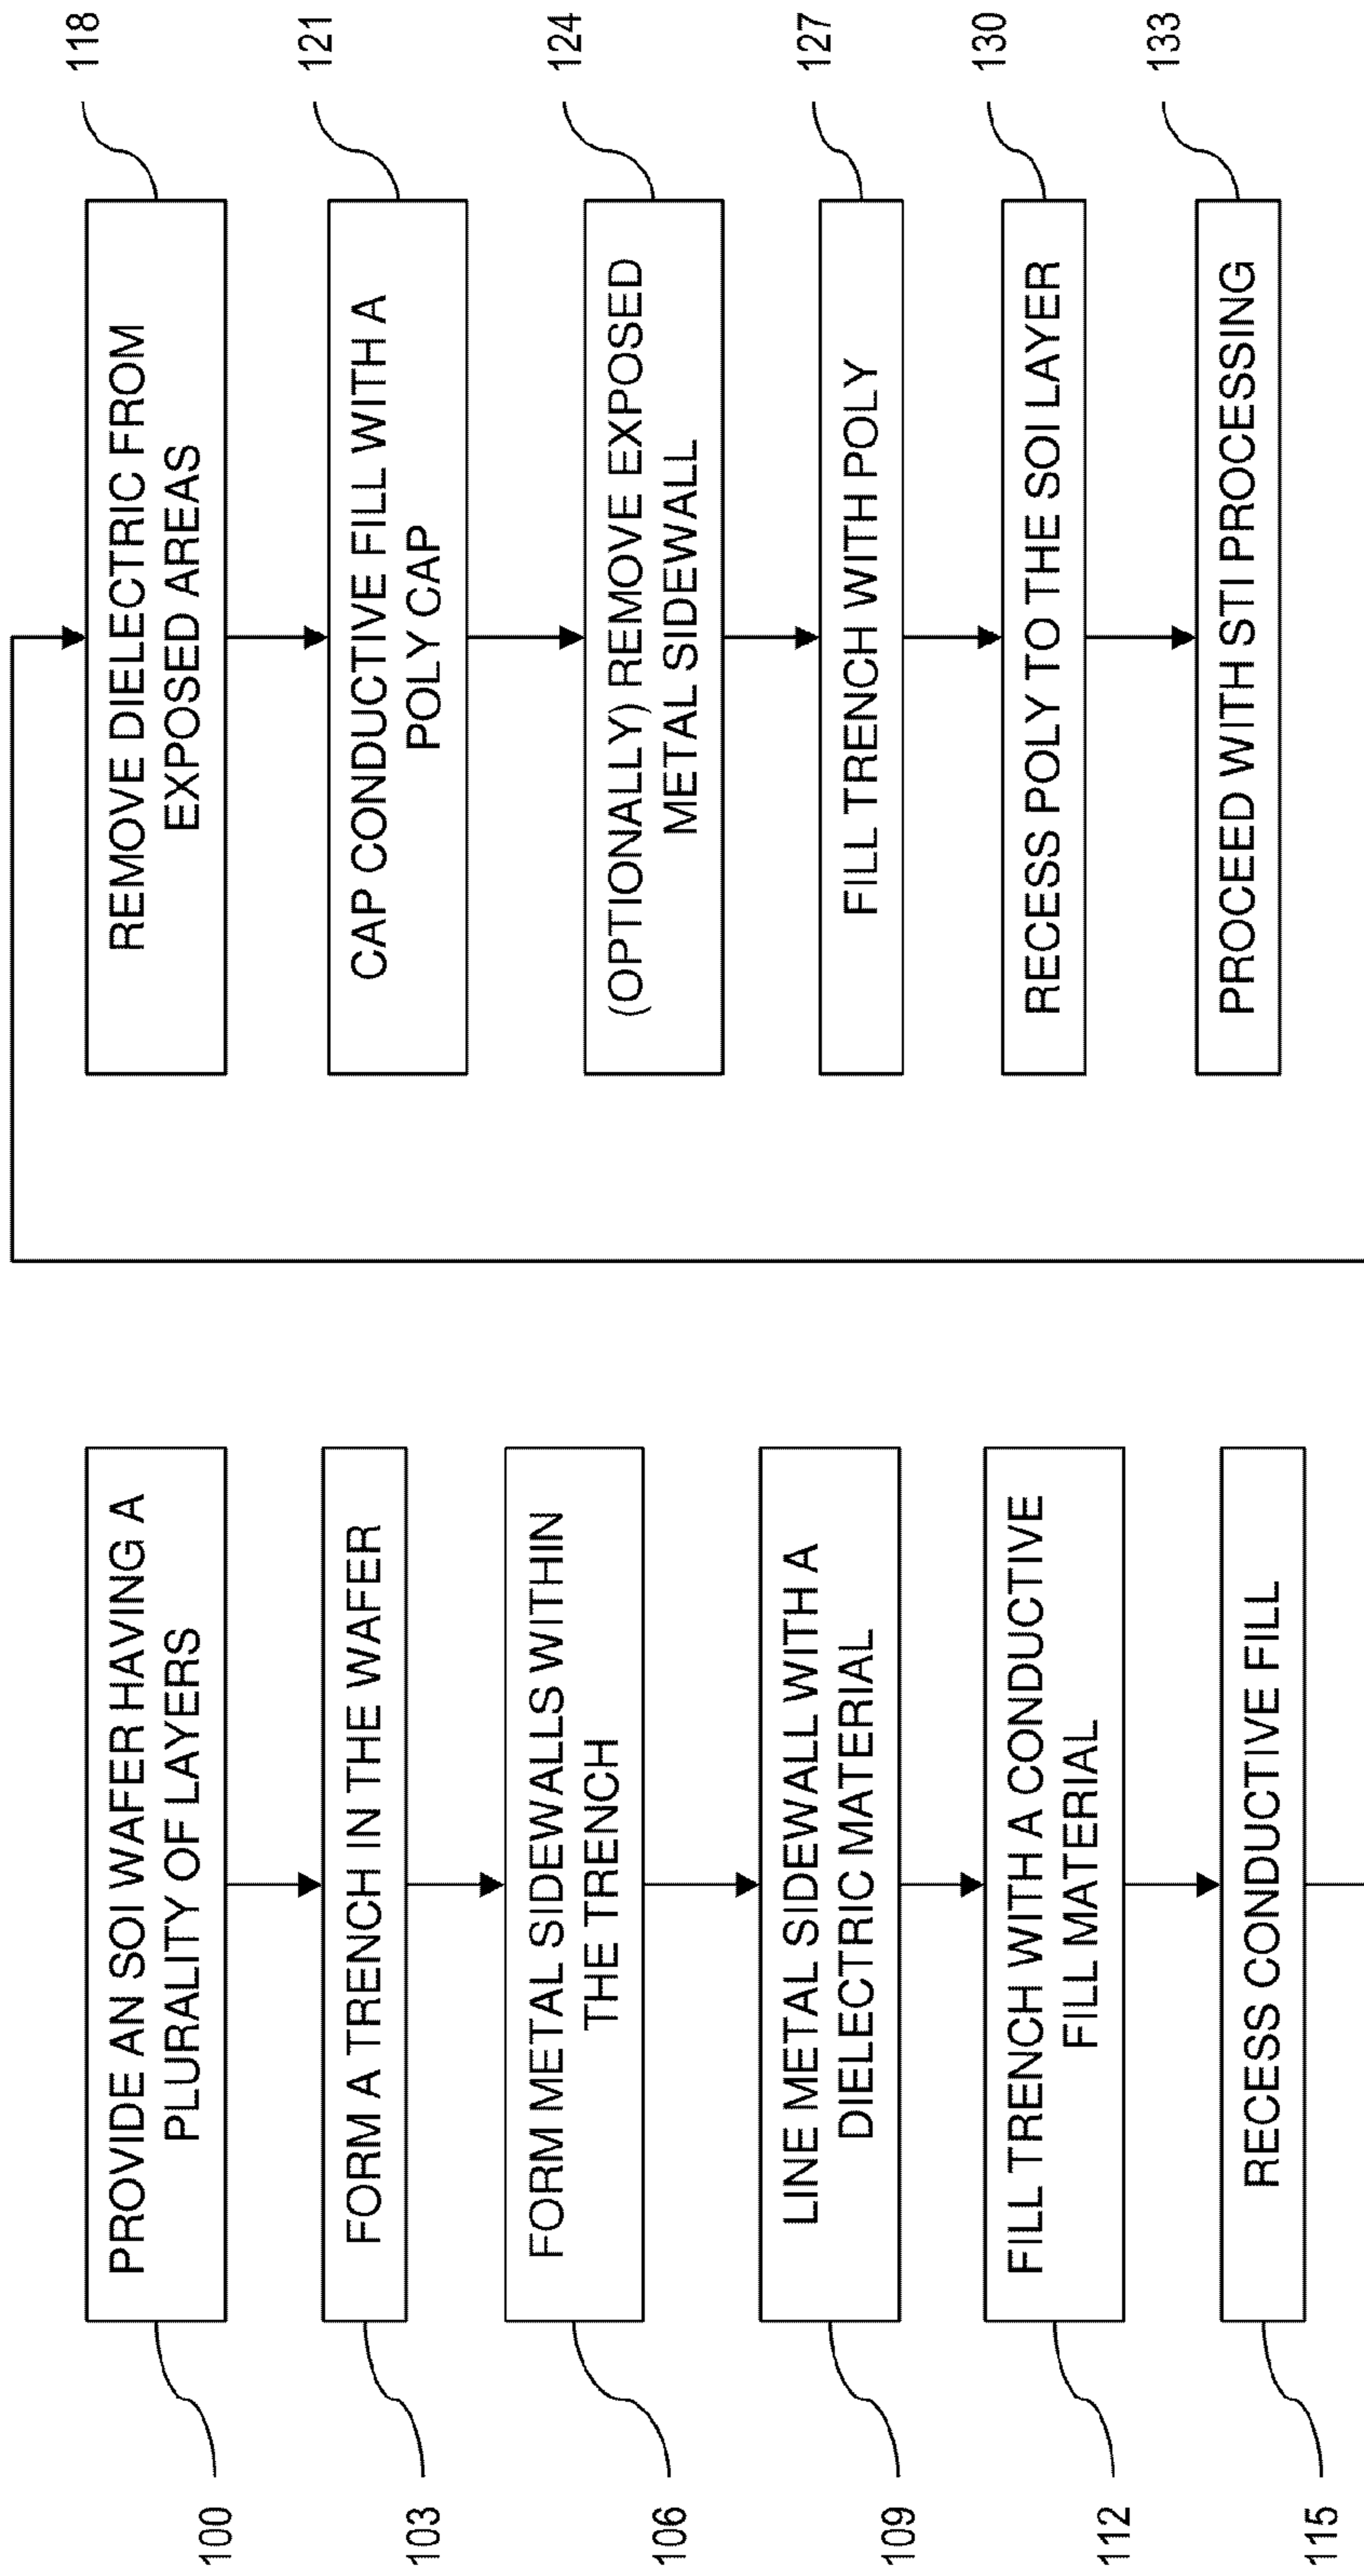 100
PROVIDE AN SOI WAFER HAVING A
PLURALITY OF LAYERS
103
FORM A TRENCH IN THE WAFER
106
FORM METAL SIDEWALLS WITHIN
THE TRENCH
109
LINE METAL SIDEWALL WITH A
DIELECTRIC MATERIAL
112
FILL TRENCH WITH A CONDUCTIVE
FILL MATERIAL
115
RECESS CONDUCTIVE FILL
REMOVE DIELECTRIC FROM
EXPOSED AREAS
118
CAP CONDUCTIVE FILL WITH A
POLY CAP
121
(OPTIONALLY) REMOVE EXPOSED
METAL SIDEWALL
124
FILL TRENCH WITH POLY
127
RECESS POLY TO THE SOI LAYER
130
PROCEED WITH STI PROCESSING
133